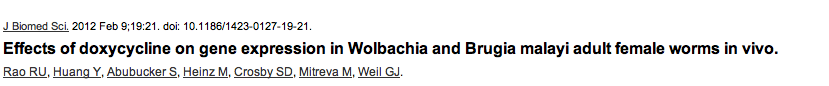 J Biomed Sci. 2012 Feb 9;19:21. doi: 10.1186/1423-0127-19-21.
Effects of doxycycline on gene expression in Wolbachia and Brugia malayi adult female worms in vivo.
Rao RU, Huang Y, Abubucker S, Heinz M, Crosby SD, Mitreva M, Weil GJ.